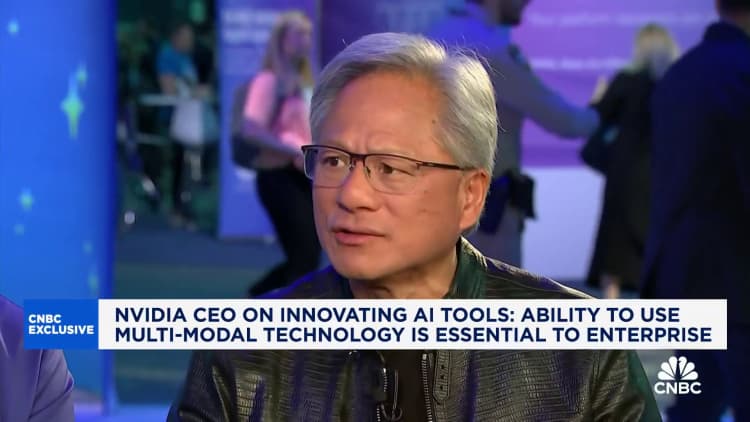 CNBC
EXCLUSIVE
NVIDIA CEO ON INNOVATING AI TOOLS: ABILITY TO USE
MULTI-MODAL TECHNOLOGY IS ESSENTIAL TO ENTERPRISE
CNBC